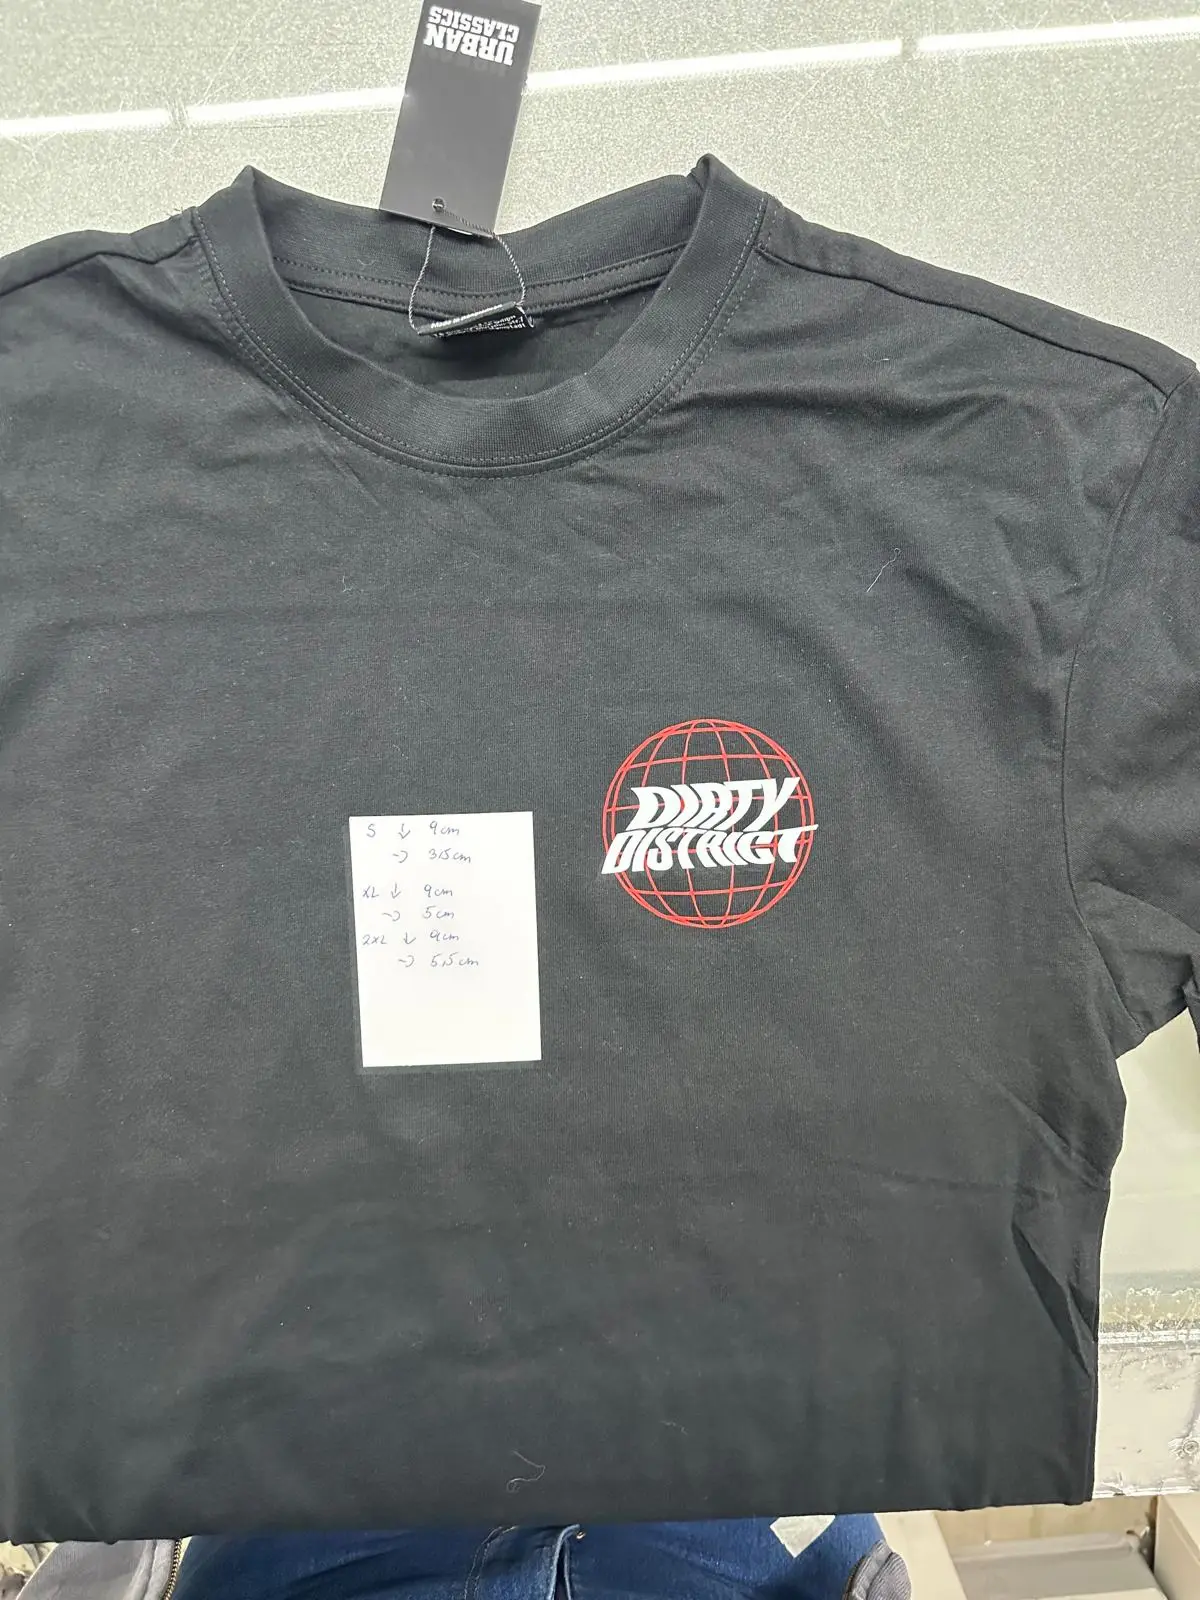 URBAN
CLASSICS
DIRTY
DISTRICT
S ↓ 9cm
→ 3,5cm
XL ↓ 9cm
→ 5cm
2XL ↓ 9cm
→ 5,5cm